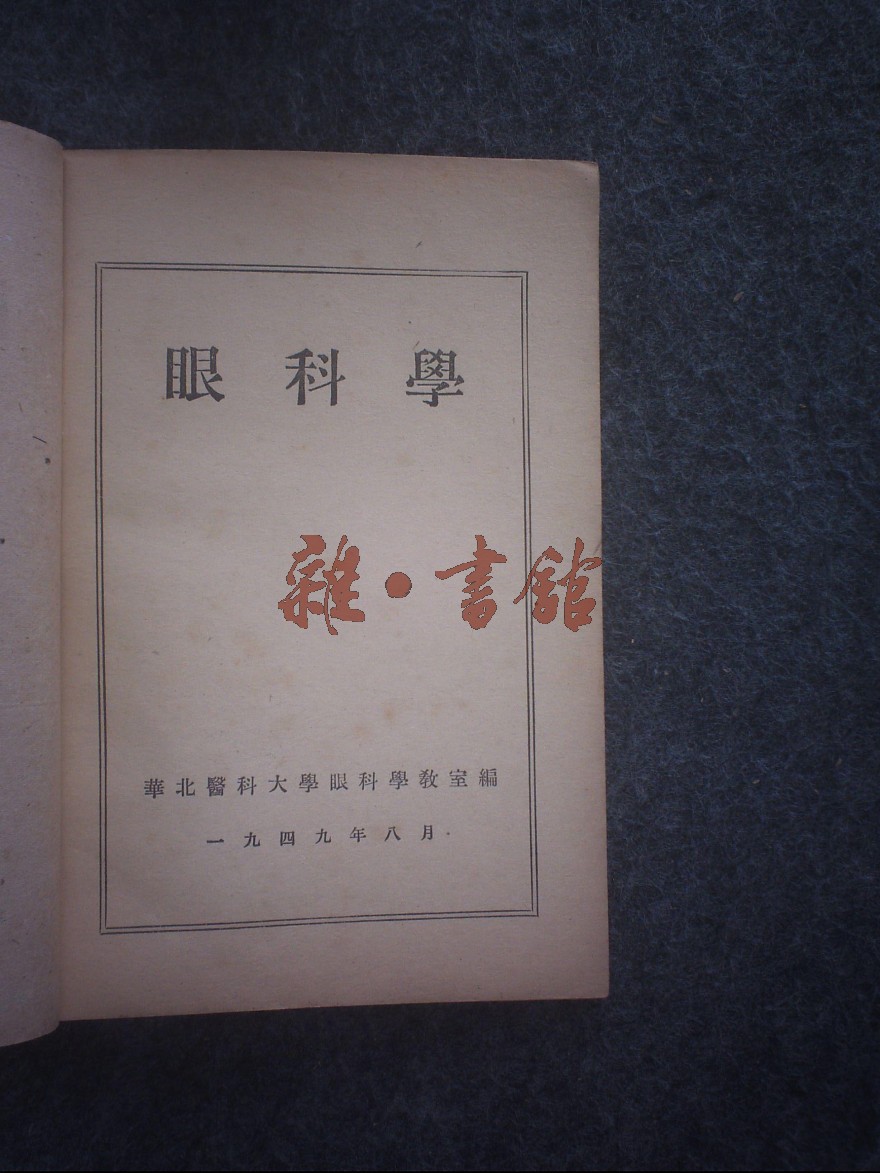 眼科學
雜·書館
華北醫科大學眼科學教室編
一九四九年八月